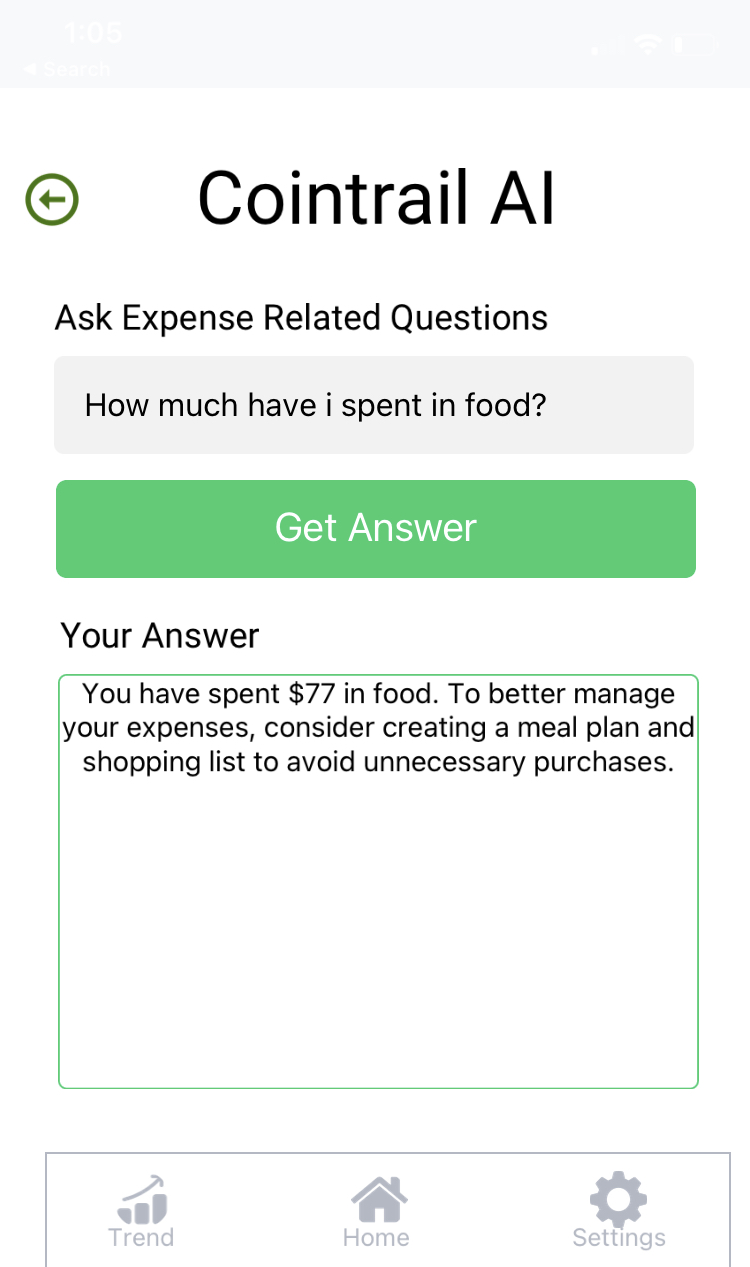 1:05
◀ Search
Cointrail AI
Ask Expense Related Questions
How much have i spent in food?
Get Answer
Your Answer
You have spent $77 in food. To better manage
your expenses, consider creating a meal plan and
shopping list to avoid unnecessary purchases.
Trend
Home
Settings